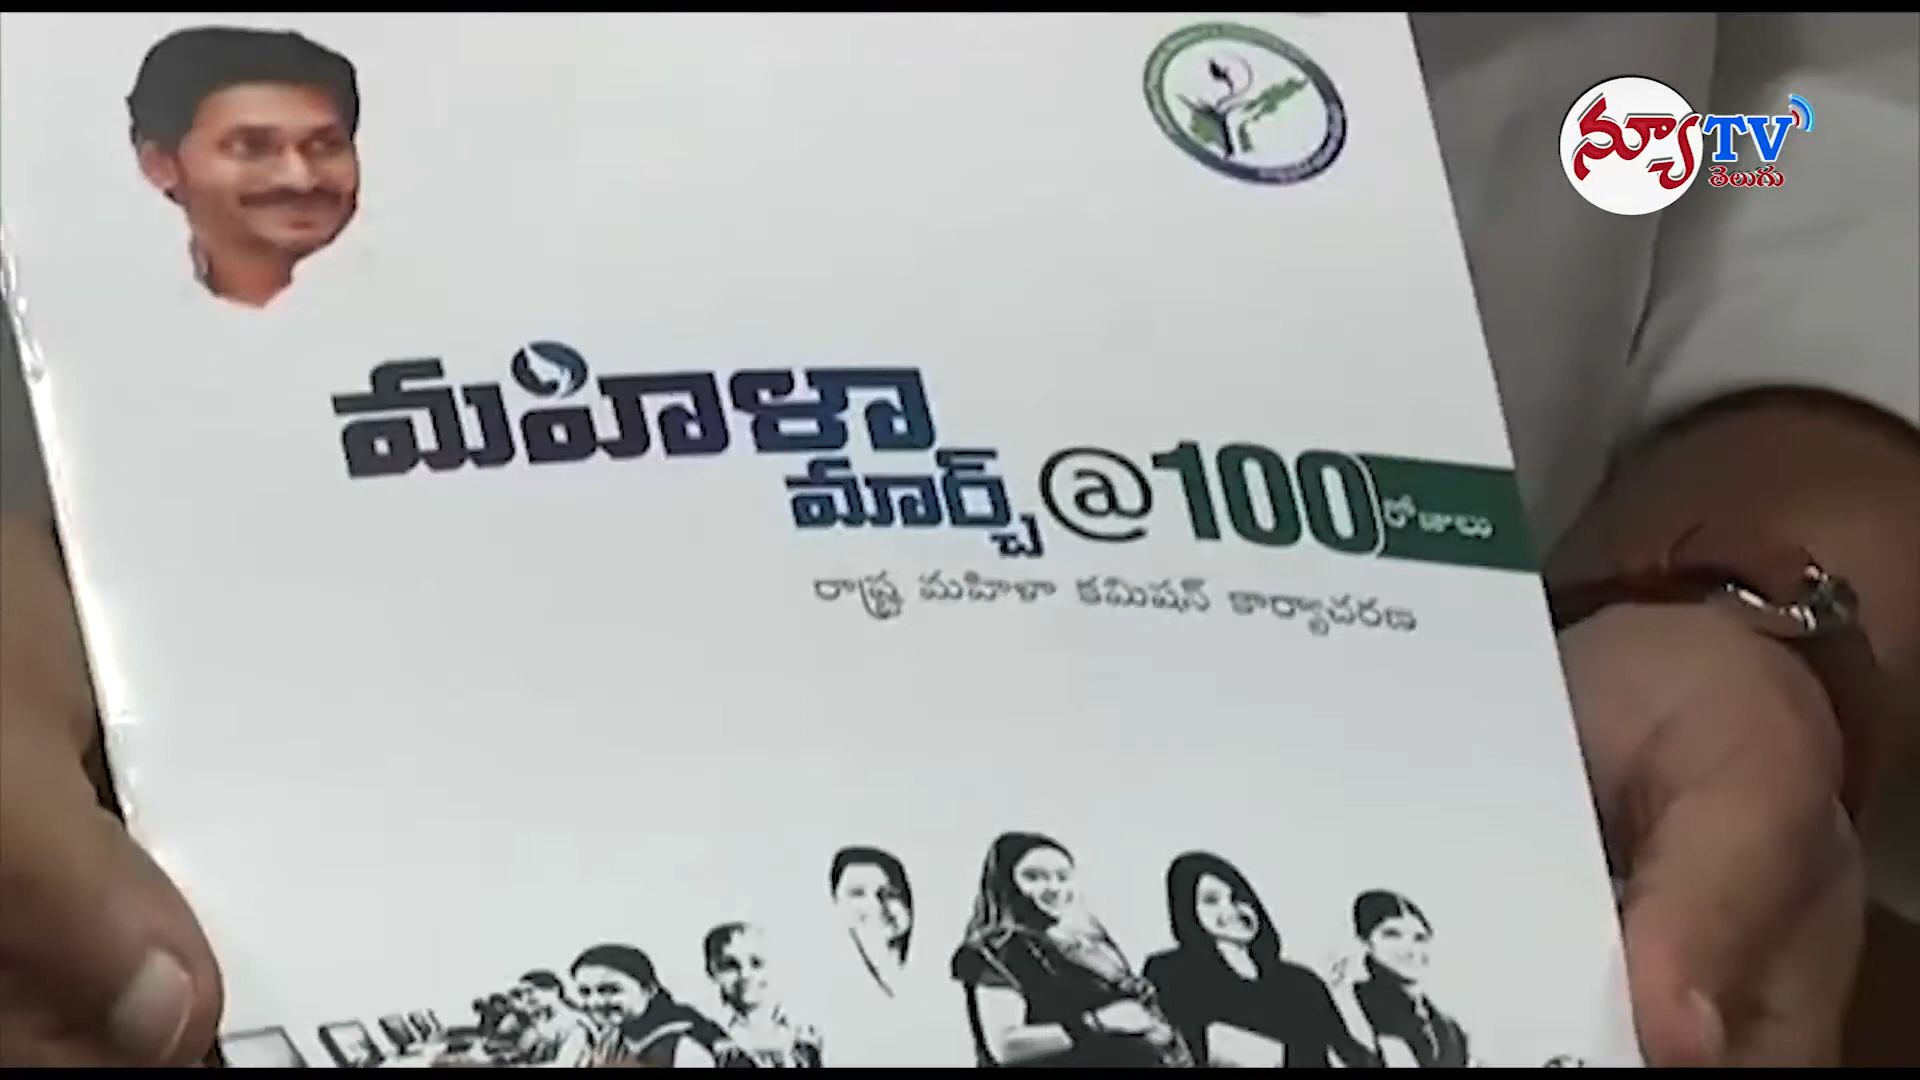 న్యూ TV
తెలుగు
మహిళా
మార్చ్ @ 100 రోజులు
రాష్ట్ర మహిళా కమిషన్ కార్యాచరణ